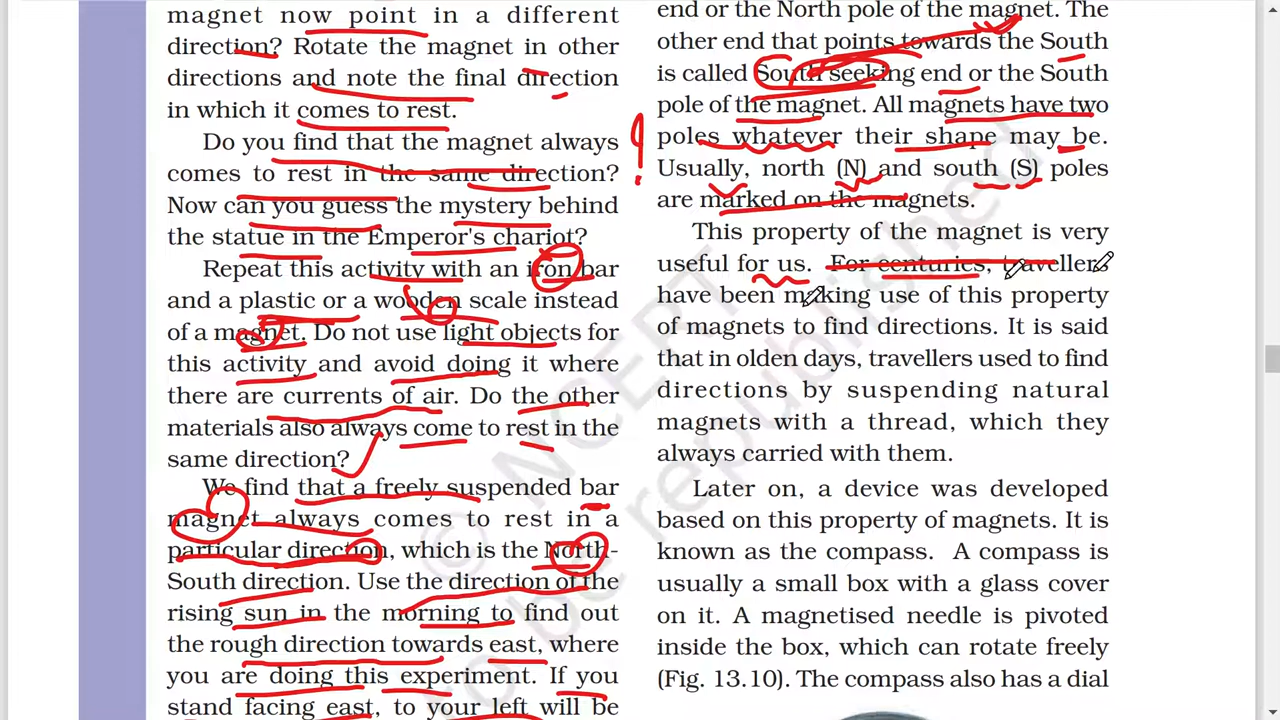 magnet now point in a different
direction? Rotate the magnet in other
directions and note the final direction
in which it comes to rest.
Do you find that the magnet always
comes to rest in the same direction?
Now can you guess the mystery behind
the statue in the Emperor's chariot?
Repeat this activity with an iron bar
and a plastic or a wooden scale instead
of a magnet. Do not use light objects for
this activity and avoid doing it where
there are currents of air. Do the other
materials also always come to rest in the
same direction?
We find that a freely suspended bar
magnet always comes to rest in a
particular direction, which is the North-
South direction. Use the direction of the
rising sun in the morning to find out
the rough direction towards east, where
you are doing this experiment. If you
stand facing east, to your left will be
end or the North pole of the magnet. The
other end that points towards the South
is called South seeking end or the South
pole of the magnet. All magnets have two
poles whatever their shape may be.
Usually, north (N) and south (S) poles
are marked on the magnets.
This property of the magnet is very
useful for us. For centuries, travellers
have been making use of this property
of magnets to find directions. It is said
that in olden days, travellers used to find
directions by suspending natural
magnets with a thread, which they
always carried with them.
Later on, a device was developed
based on this property of magnets. It is
known as the compass. A compass is
usually a small box with a glass cover
on it. A magnetised needle is pivoted
inside the box, which can rotate freely
(Fig. 13.10). The compass also has a dial
© NCERT
to be republished